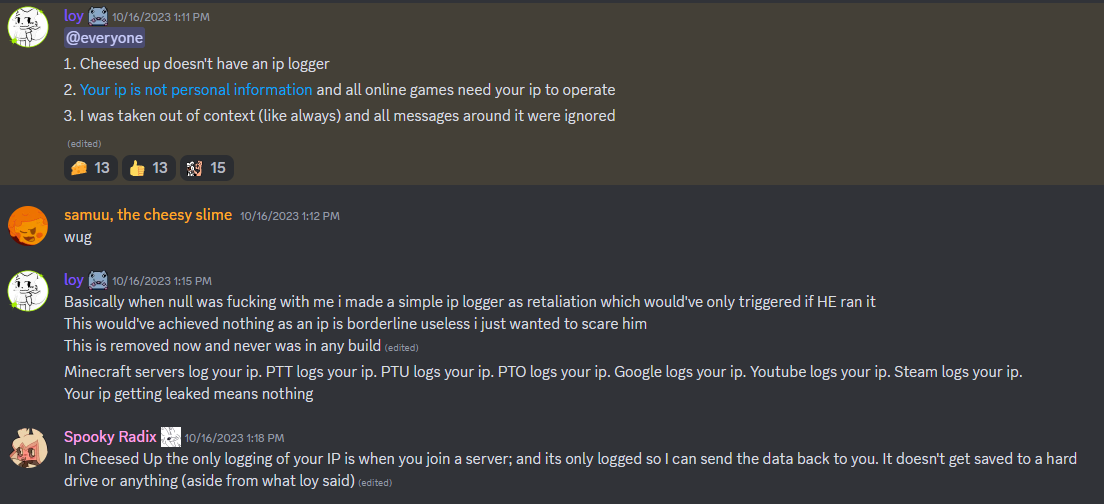 loy 10/16/2023 1:11 PM
@everyone
1. Cheesed up doesn't have an ip logger
2. Your ip is not personal information and all online games need your ip to operate
3. I was taken out of context (like always) and all messages around it were ignored
(edited)
13 13 15
samuu, the cheesy slime 10/16/2023 1:12 PM
wug
loy 10/16/2023 1:15 PM
Basically when null was fucking with me i made a simple ip logger as retaliation which would've only triggered if HE ran it
This would've achieved nothing as an ip is borderline useless i just wanted to scare him
This is removed now and never was in any build (edited)
Minecraft servers log your ip. PTT logs your ip. PTU logs your ip. PTO logs your ip. Google logs your ip. Youtube logs your ip. Steam logs your ip.
Your ip getting leaked means nothing
Spooky Radix 10/16/2023 1:18 PM
In Cheesed Up the only logging of your IP is when you join a server; and its only logged so I can send the data back to you. It doesn't get saved to a hard
drive or anything (aside from what loy said) (edited)